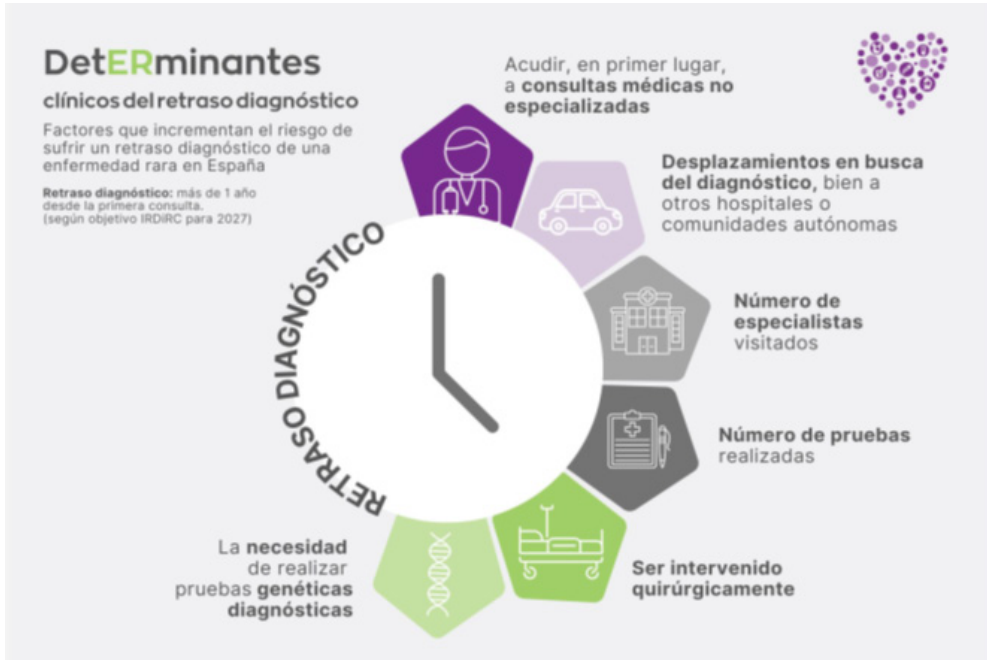 DetERminantes
clínicos del retraso diagnóstico
Factores que incrementan el riesgo de
sufrir un retraso diagnóstico de una
enfermedad rara en España
Retraso diagnóstico: más de 1 año
desde la primera consulta.
(según objetivo IRDiRC para 2027)
Acudir, en primer lugar,
a consultas médicas no
especializadas
Desplazamientos en busca
del diagnóstico, bien a
otros hospitales o
comunidades autónomas
Número de
especialistas
visitados
Número de pruebas
realizadas
Ser intervenido
quirúrgicamente
La necesidad
de realizar
pruebas genéticas
diagnósticas
RETRASO DIAGNÓSTICO